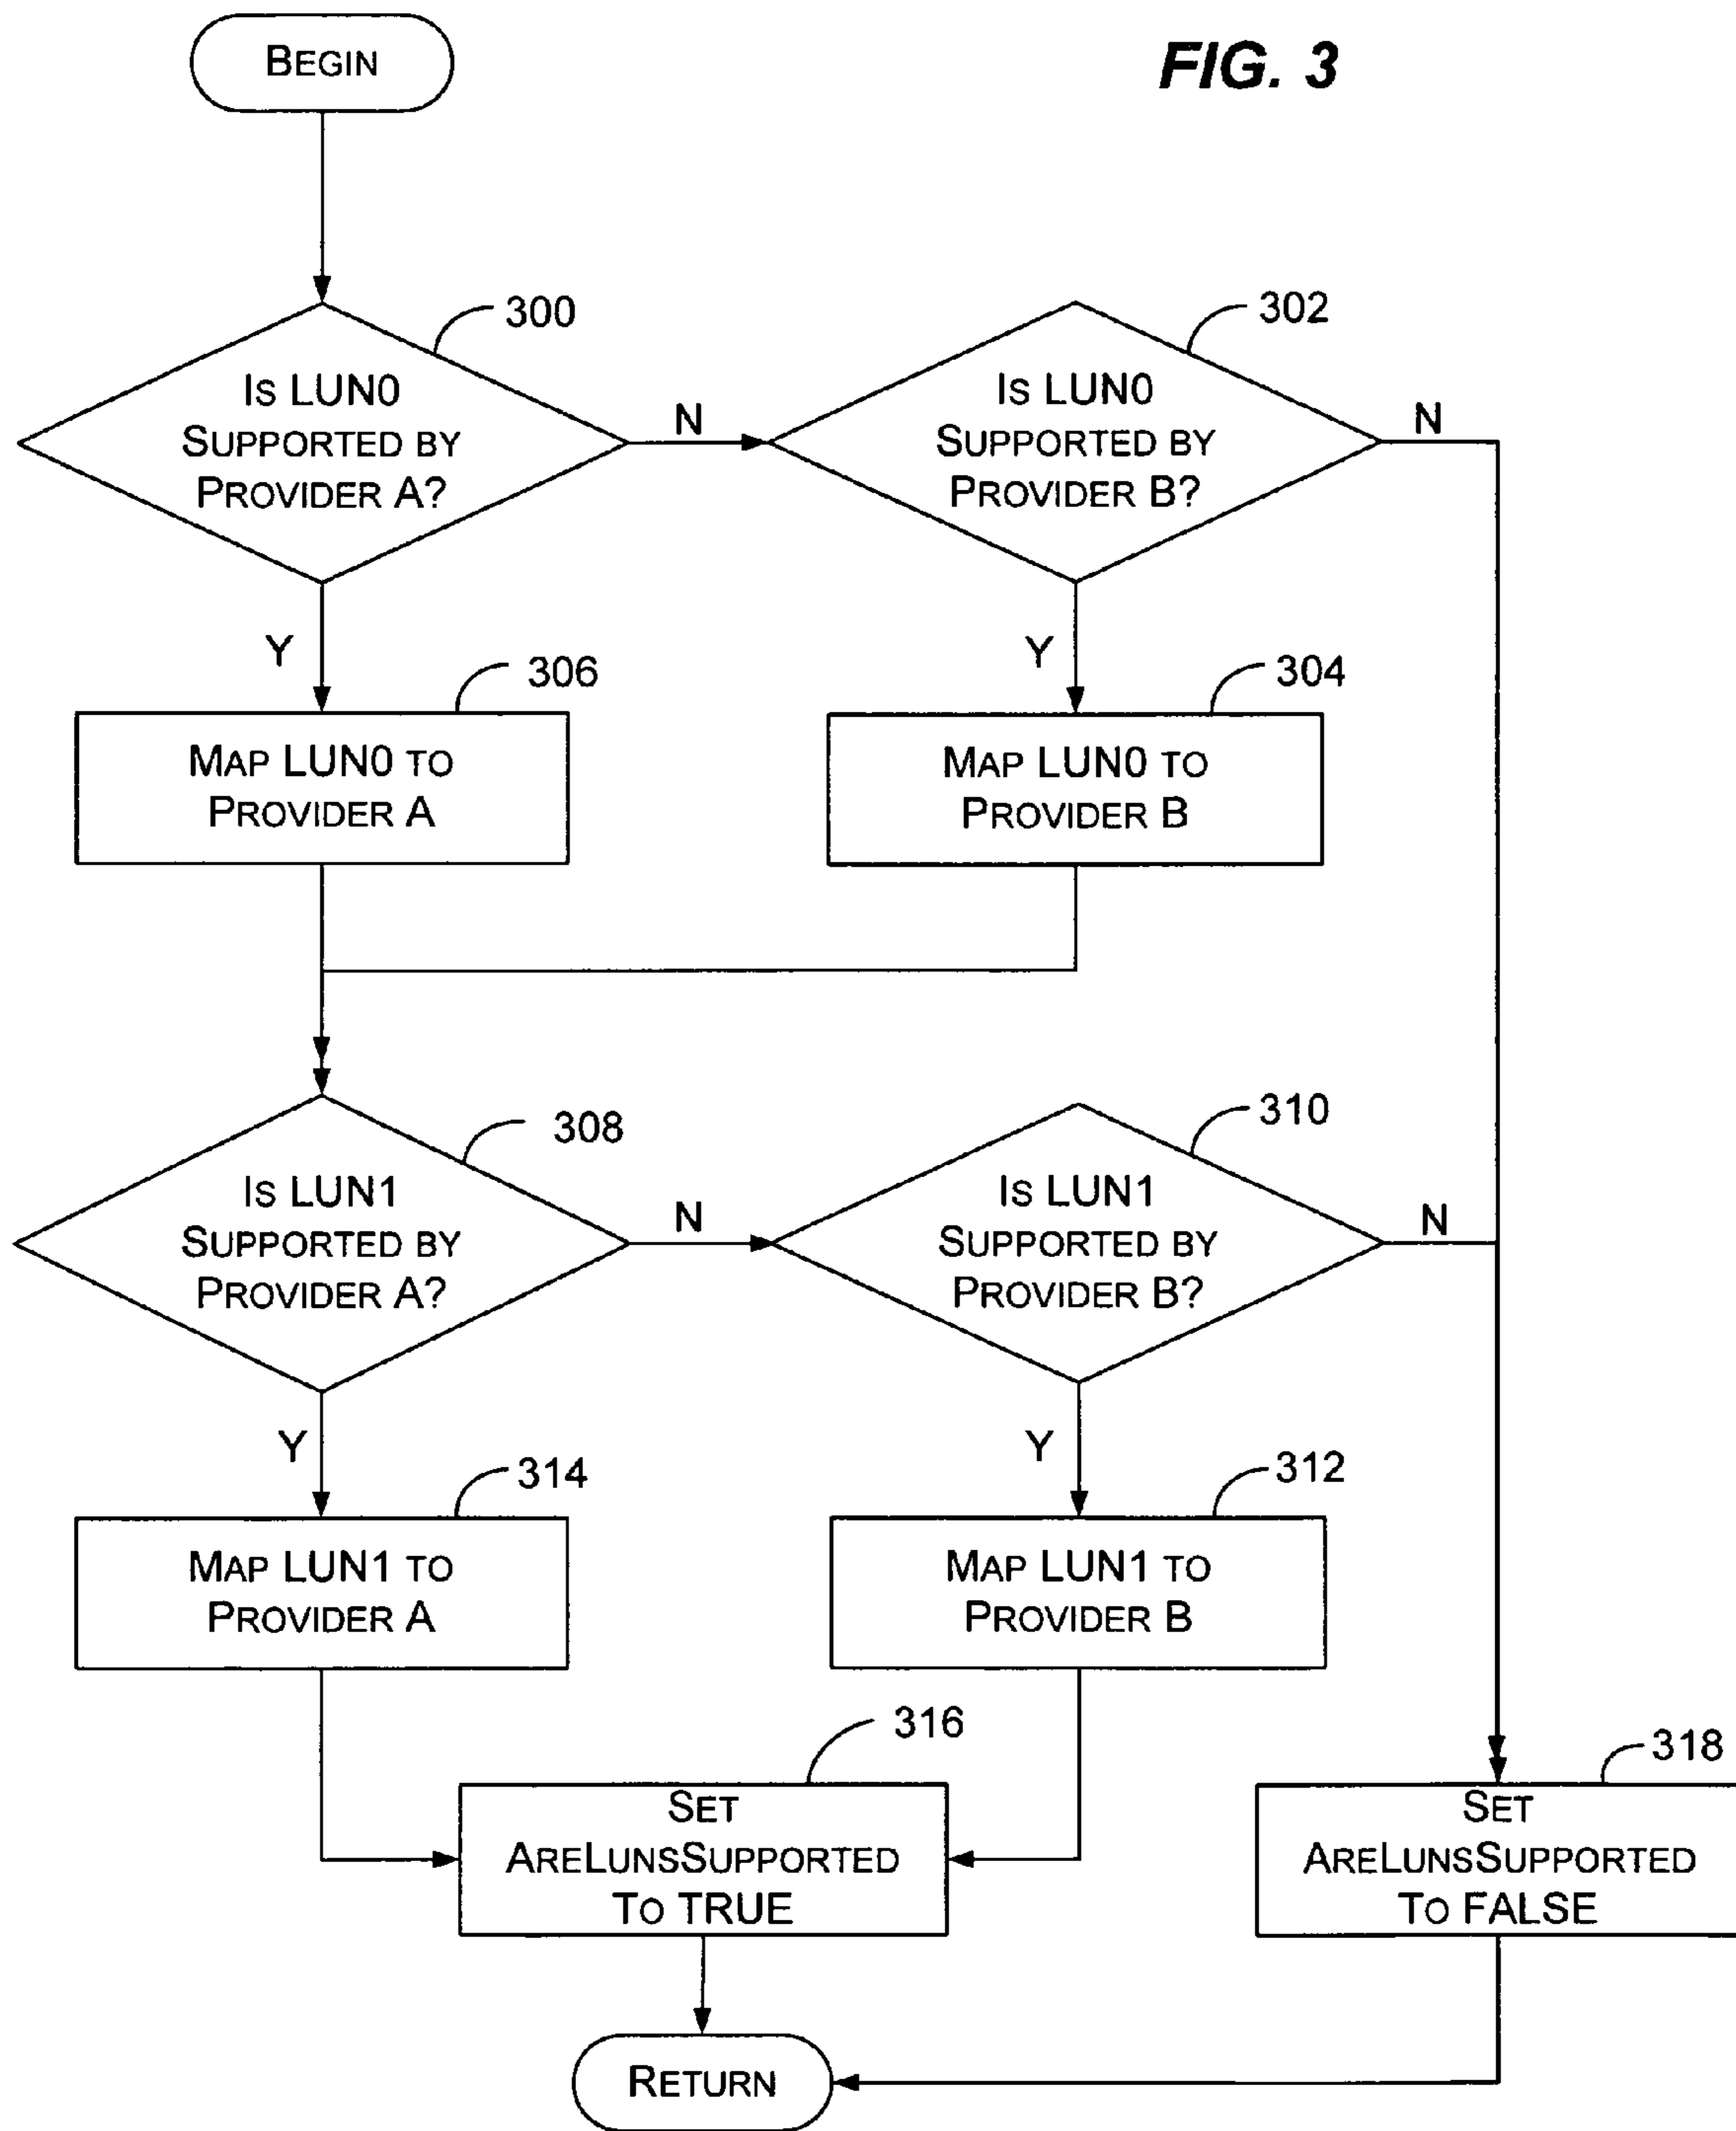 BEGIN
FIG. 3
300
IS LUN0
SUPPORTED BY
PROVIDER A?
N
302
IS LUN0
SUPPORTED BY
PROVIDER B?
N
Y
306
MAP LUN0 TO
PROVIDER A
Y
304
MAP LUN0 TO
PROVIDER B
308
IS LUN1
SUPPORTED BY
PROVIDER A?
N
310
IS LUN1
SUPPORTED BY
PROVIDER B?
N
Y
314
MAP LUN1 TO
PROVIDER A
Y
312
MAP LUN1 TO
PROVIDER B
316
SET
ARELUNSSUPPORTED
TO TRUE
318
SET
ARELUNSSUPPORTED
TO FALSE
RETURN